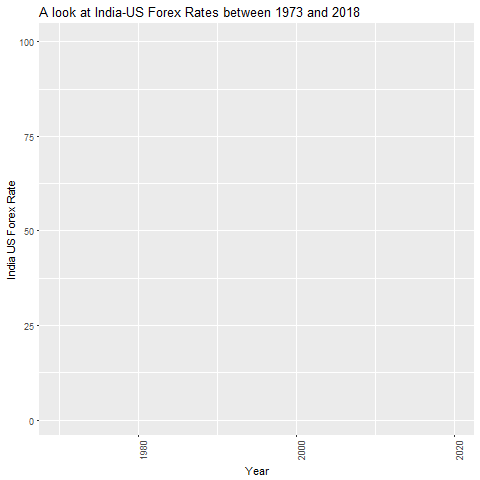 A look at India-US Forex Rates between 1973 and 2018
100
75
50
25
0
India US Forex Rate
1980
2000
2020
Year